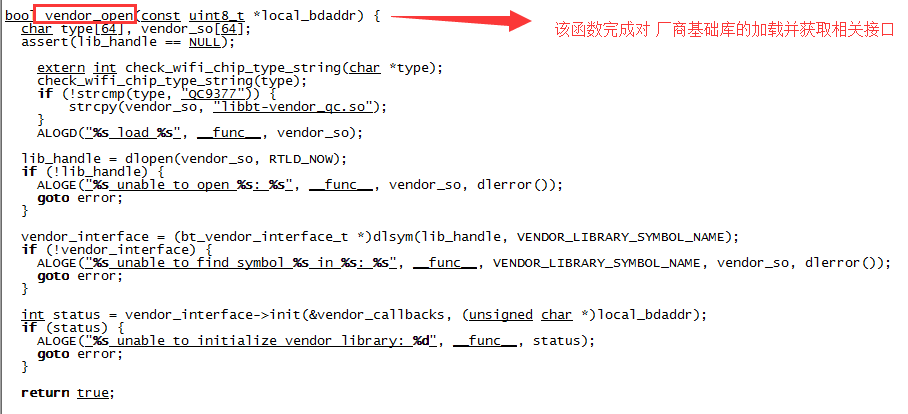 bool vendor_open(const uint8_t *local_bdaddr) {
该函数完成对 厂商基础库的加载并获取相关接口
char type[64], vendor_so[64];
assert(lib_handle == NULL);
extern int check_wifi_chip_type_string(char *type);
check_wifi_chip_type_string(type);
if (!strcmp(type, "QC9377")) {
strcpy(vendor_so, "libbt-vendor_qc.so");
}
ALOGD("%s load %s", __func__, vendor_so);
lib_handle = dlopen(vendor_so, RTLD_NOW);
if (!lib_handle) {
ALOGE("%s unable to open %s: %s", __func__, vendor_so, dlerror());
goto error;
}
vendor_interface = (bt_vendor_interface_t *)dlsym(lib_handle, VENDOR_LIBRARY_SYMBOL_NAME);
if (!vendor_interface) {
ALOGE("%s unable to find symbol %s in %s: %s", __func__, VENDOR_LIBRARY_SYMBOL_NAME, vendor_so, dlerror());
goto error;
}
int status = vendor_interface->init(&vendor_callbacks, (unsigned char *)local_bdaddr);
if (status) {
ALOGE("%s unable to initialize vendor library: %d", __func__, status);
goto error;
}
return true;